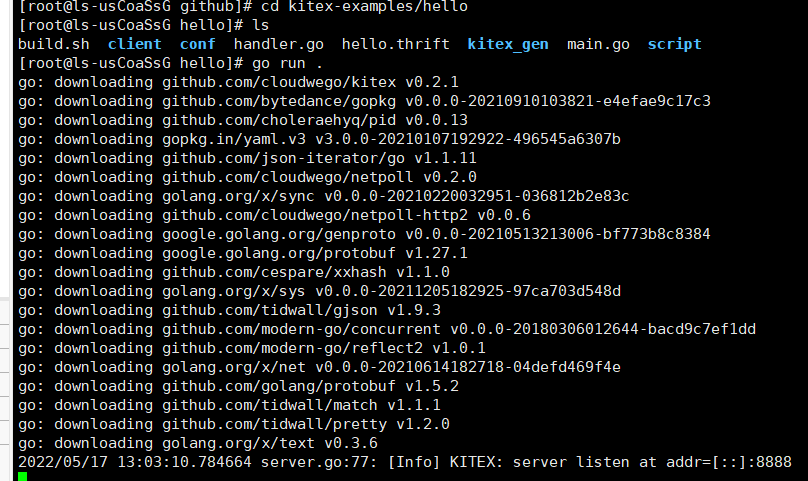 [root@ls-usCoaSsG github]# cd kitex-examples/hello
[root@ls-usCoaSsG hello]# ls
build.sh  client  conf  handler.go  hello.thrift  kitex_gen  main.go  script
[root@ls-usCoaSsG hello]# go run .
go: downloading github.com/cloudwego/kitex v0.2.1
go: downloading github.com/bytedance/gopkg v0.0.0-20210910103821-e4efae9c17c3
go: downloading github.com/choleraehyq/pid v0.0.13
go: downloading gopkg.in/yaml.v3 v3.0.0-20210107192922-496545a6307b
go: downloading github.com/json-iterator/go v1.1.11
go: downloading github.com/cloudwego/netpoll v0.2.0
go: downloading golang.org/x/sync v0.0.0-20210220032951-036812b2e83c
go: downloading github.com/cloudwego/netpoll-http2 v0.0.6
go: downloading google.golang.org/genproto v0.0.0-20210513213006-bf773b8c8384
go: downloading google.golang.org/protobuf v1.27.1
go: downloading github.com/cespare/xxhash v1.1.0
go: downloading golang.org/x/sys v0.0.0-20211205182925-97ca703d548d
go: downloading github.com/tidwall/gjson v1.9.3
go: downloading github.com/modern-go/concurrent v0.0.0-20180306012644-bacd9c7ef1dd
go: downloading github.com/modern-go/reflect2 v1.0.1
go: downloading golang.org/x/net v0.0.0-20210614182718-04defd469f4e
go: downloading github.com/golang/protobuf v1.5.2
go: downloading github.com/tidwall/match v1.1.1
go: downloading github.com/tidwall/pretty v1.2.0
go: downloading golang.org/x/text v0.3.6
2022/05/17 13:03:10.784664 server.go:77: [Info] KITEX: server listen at addr=[::]:8888